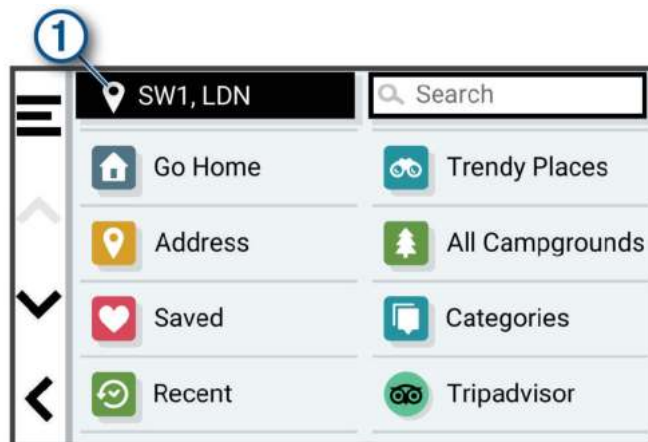 1
SW1, LDN
Search
Go Home
Trendy Places
Address
All Campgrounds
Saved
Categories
Recent
Tripadvisor